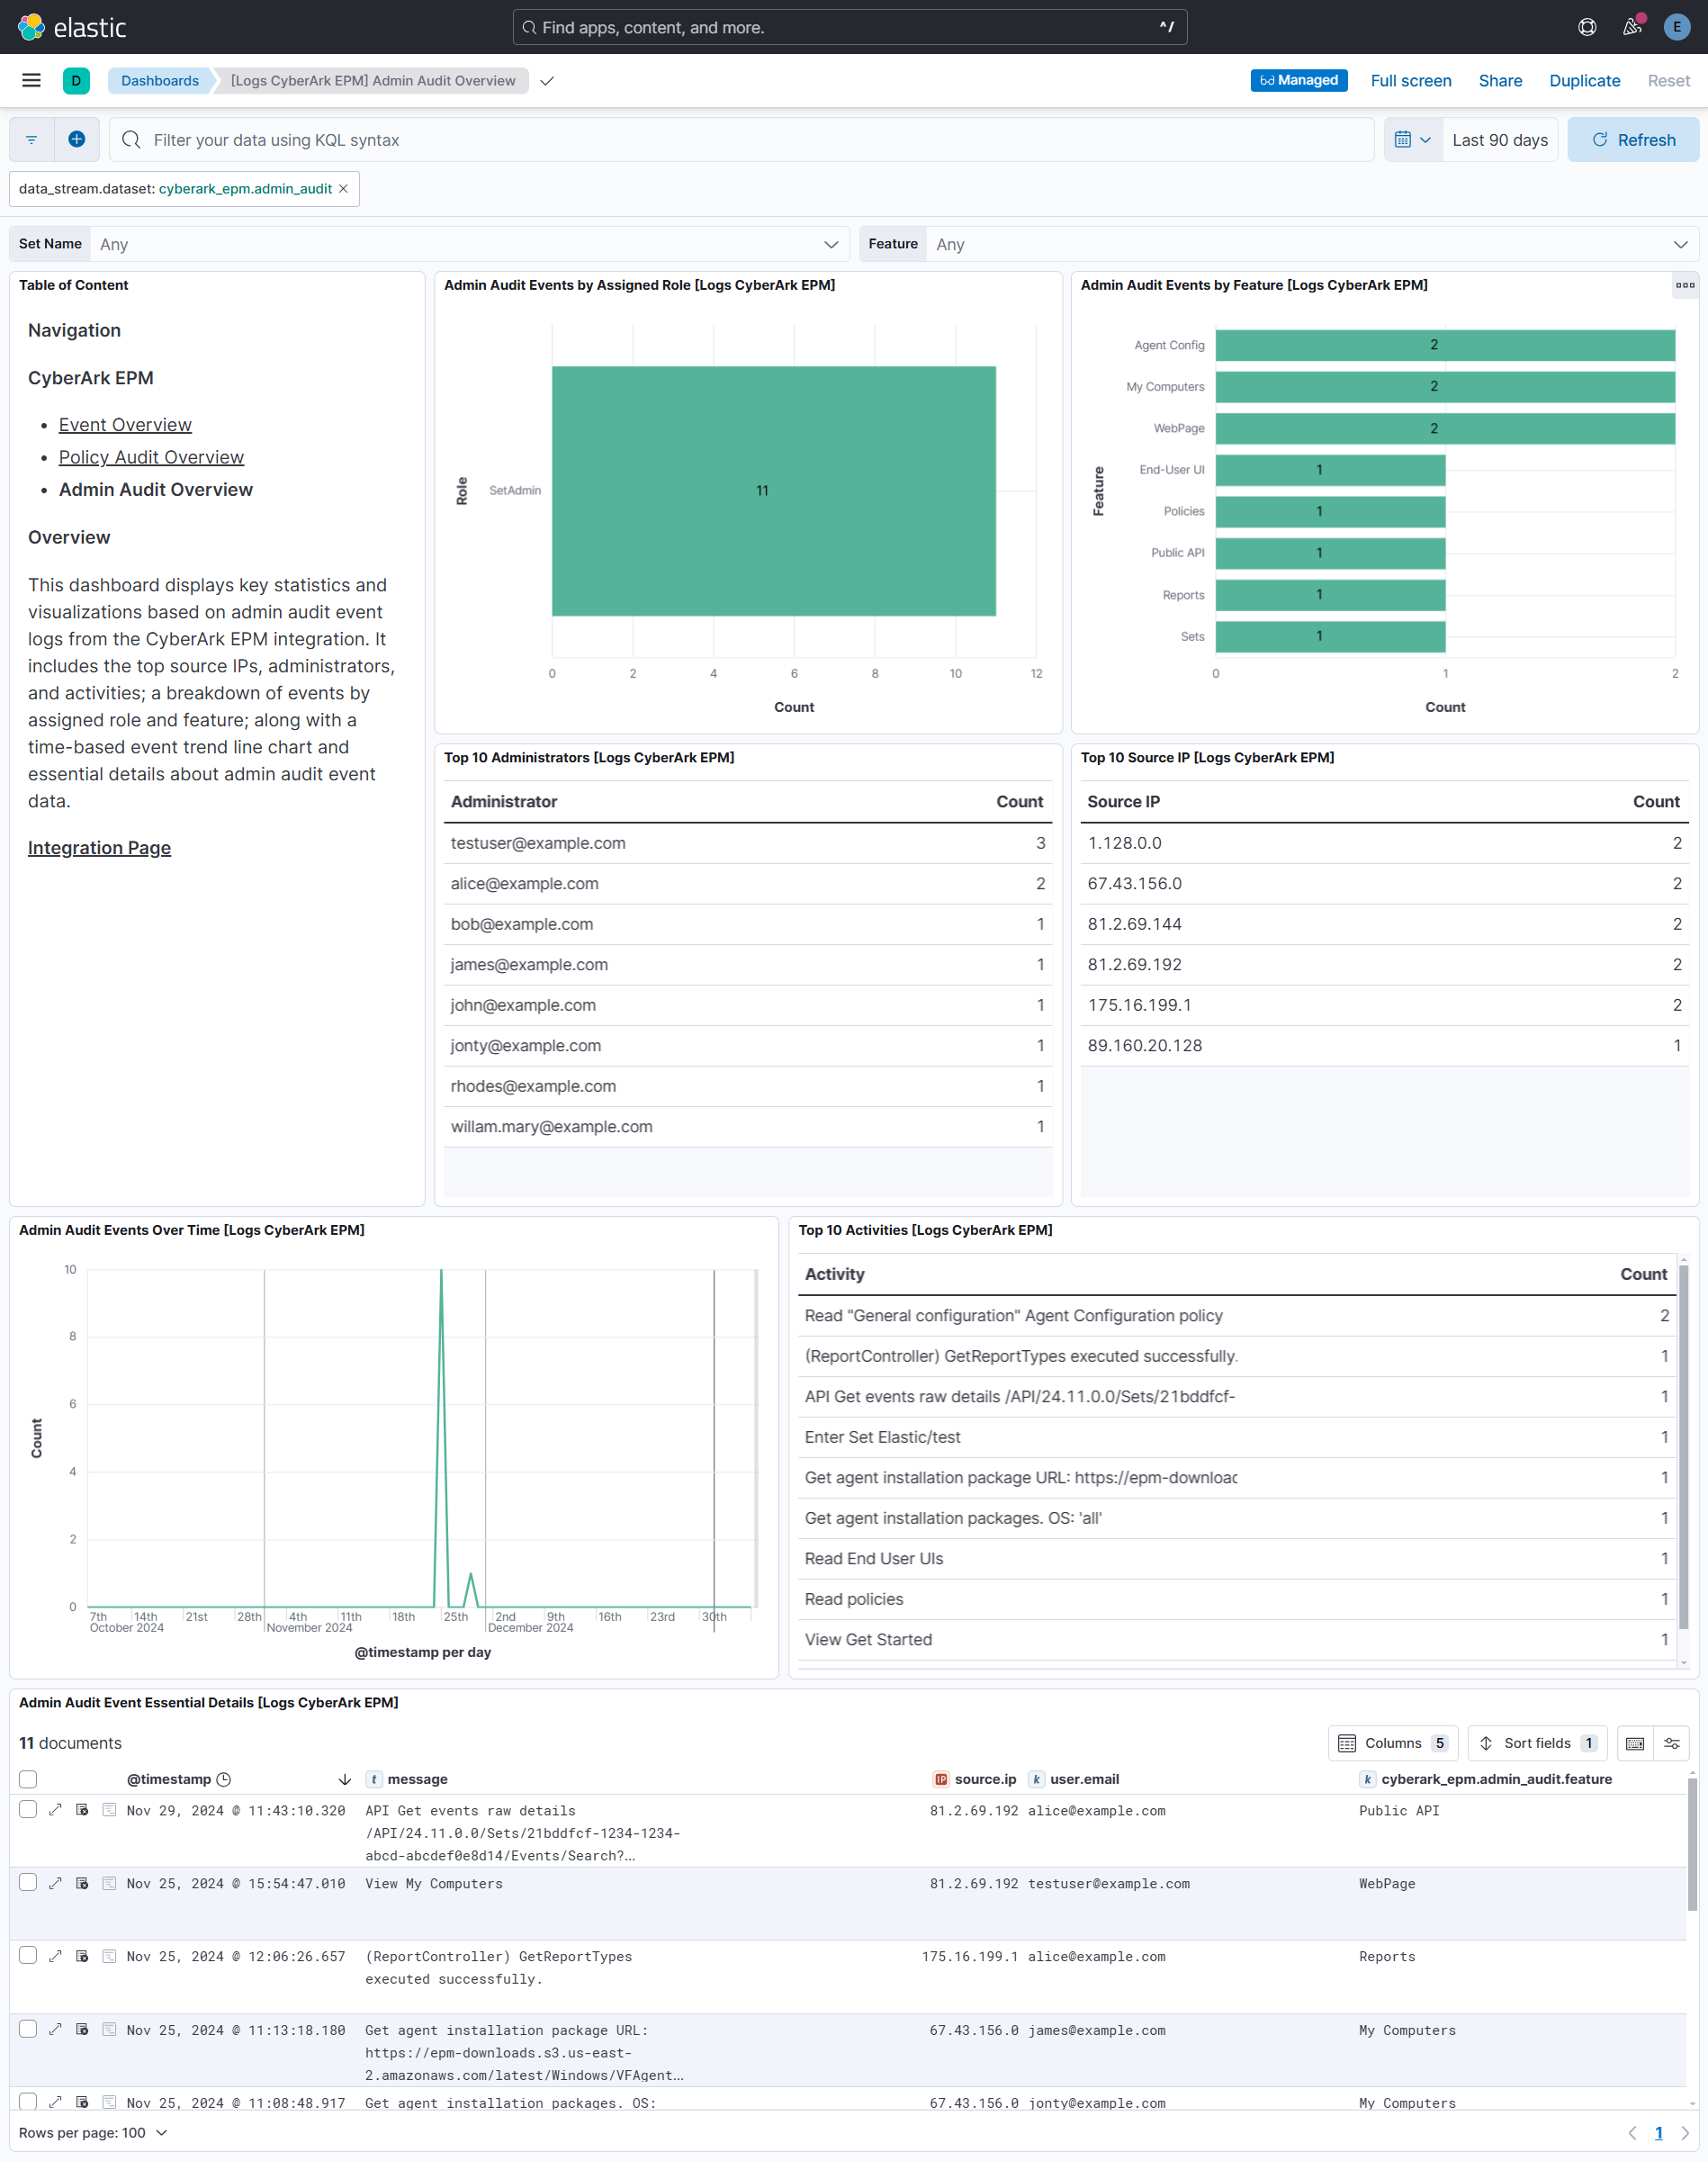 elastic
Find apps, content, and more.
^/
E
D
Dashboards
[Logs CyberArk EPM] Admin Audit Overview
Managed
Full screen
Share
Duplicate
Reset
Filter your data using KQL syntax
Last 90 days
Refresh
data_stream.dataset: cyberark_epm.admin_audit
Set Name
Any
Feature
Any
Table of Content
Navigation
CyberArk EPM
• Event Overview
• Policy Audit Overview
• Admin Audit Overview
Overview
This dashboard displays key statistics and
visualizations based on admin audit event
logs from the CyberArk EPM integration. It
includes the top source IPs, administrators,
and activities; a breakdown of events by
assigned role and feature; along with a
time-based event trend line chart and
essential details about admin audit event
data.
Integration Page
Admin Audit Events by Assigned Role [Logs CyberArk EPM]
Role
SetAdmin
11
0 2 4 6 8 10 12
Count
Admin Audit Events by Feature [Logs CyberArk EPM]
Feature
Agent Config 2
My Computers 2
WebPage 2
End-User UI 1
Policies 1
Public API 1
Reports 1
Sets 1
0 1 2
Count
Top 10 Administrators [Logs CyberArk EPM]
Administrator Count
testuser@example.com 3
alice@example.com 2
bob@example.com 1
james@example.com 1
john@example.com 1
jonty@example.com 1
rhodes@example.com 1
willam.mary@example.com 1
Top 10 Source IP [Logs CyberArk EPM]
Source IP Count
1.128.0.0 2
67.43.156.0 2
81.2.69.144 2
81.2.69.192 2
175.16.199.1 2
89.160.20.128 1
Admin Audit Events Over Time [Logs CyberArk EPM]
Count
10
8
6
4
2
0
7th 14th 21st 28th 4th 11th 18th 25th 2nd 9th 16th 23rd 30th
October 2024 November 2024 December 2024
@timestamp per day
Top 10 Activities [Logs CyberArk EPM]
Activity Count
Read "General configuration" Agent Configuration policy 2
(ReportController) GetReportTypes executed successfully. 1
API Get events raw details /API/24.11.0.0/Sets/21bddfcf- 1
Enter Set Elastic/test 1
Get agent installation package URL: https://epm-downloac 1
Get agent installation packages. OS: 'all' 1
Read End User UIs 1
Read policies 1
View Get Started 1
Admin Audit Event Essential Details [Logs CyberArk EPM]
11 documents
Columns 5
Sort fields 1
@timestamp t message IP source.ip k user.email k cyberark_epm.admin_audit.feature
Nov 29, 2024 @ 11:43:10.320 API Get events raw details 81.2.69.192 alice@example.com Public API
/API/24.11.0.0/Sets/21bddfcf-1234-1234-
abcd-abcdef0e8d14/Events/Search?...
Nov 25, 2024 @ 15:54:47.010 View My Computers 81.2.69.192 testuser@example.com WebPage
Nov 25, 2024 @ 12:06:26.657 (ReportController) GetReportTypes 175.16.199.1 alice@example.com Reports
executed successfully.
Nov 25, 2024 @ 11:13:18.180 Get agent installation package URL: 67.43.156.0 james@example.com My Computers
https://epm-downloads.s3.us-east-
2.amazonaws.com/latest/Windows/VFAgent...
Nov 25, 2024 @ 11:08:48.917 Get agent installation packages. OS: 67.43.156.0 jonty@example.com My Computers
Rows per page: 100
1